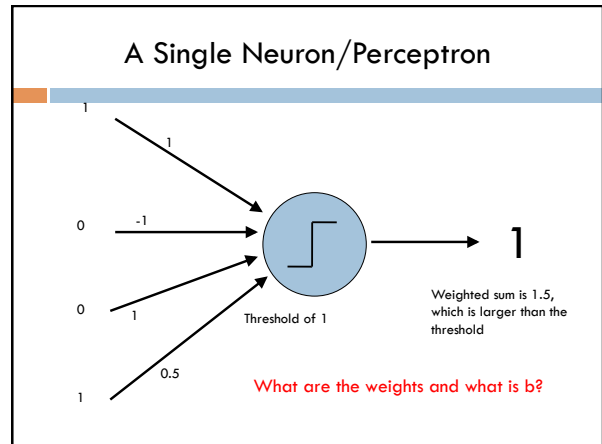 A Single Neuron/Perceptron
1
1
0
-1
0
1
Threshold of 1
1
Weighted sum is 1.5,
which is larger than the
threshold
0.5
1
What are the weights and what is b?